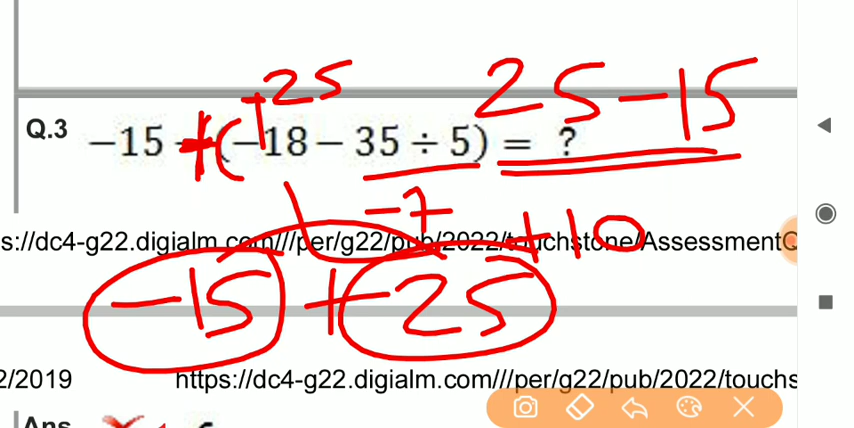 +25 25-15
Q.3 -15 + (-18 - 35 ÷ 5) = ?
-7
+10
s://dc4-g22.digialm.com///per/g22/pub/2022/touchstone/AssessmentQ
-15 + -25
2/2019 https://dc4-g22.digialm.com///per/g22/pub/2022/touchs
Ans